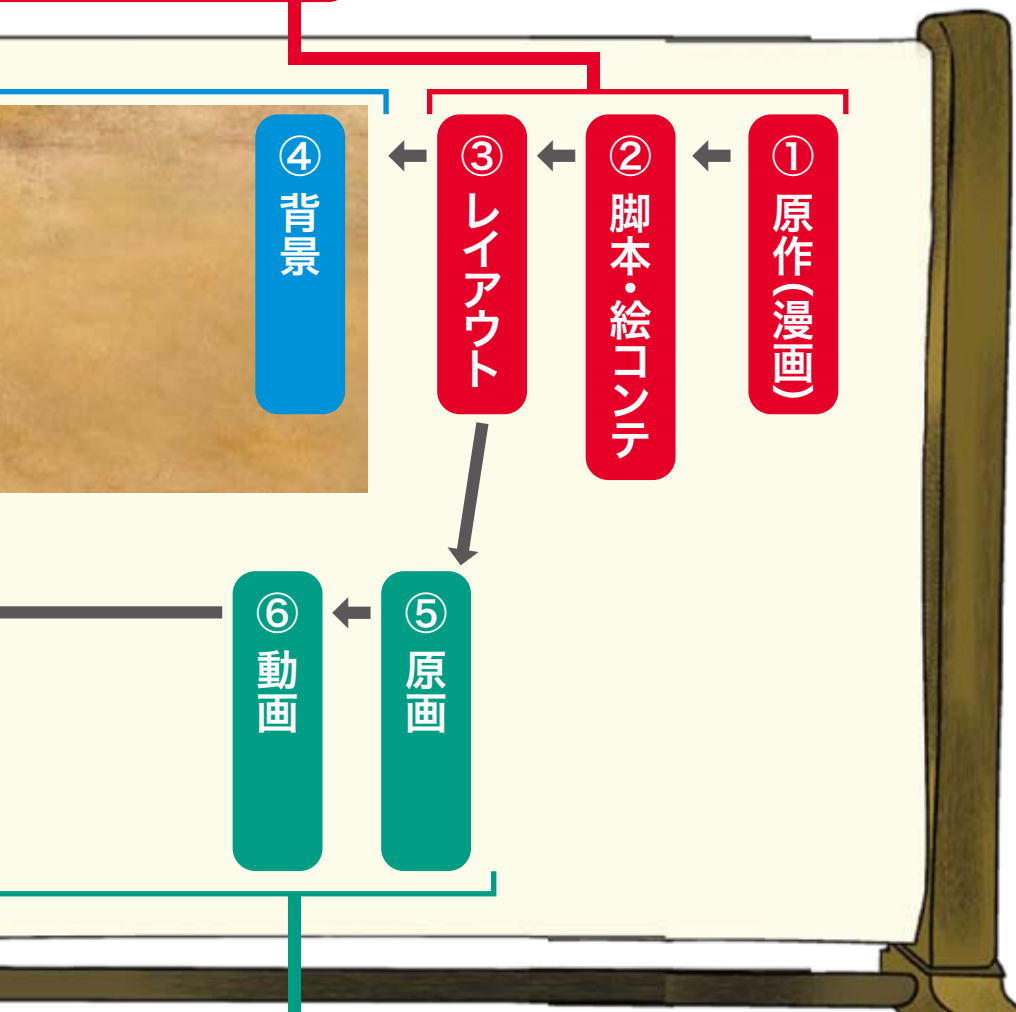 ① 原作(漫画)
② 脚本・絵コンテ
③ レイアウト
④ 背景
⑤ 原画
⑥ 動画